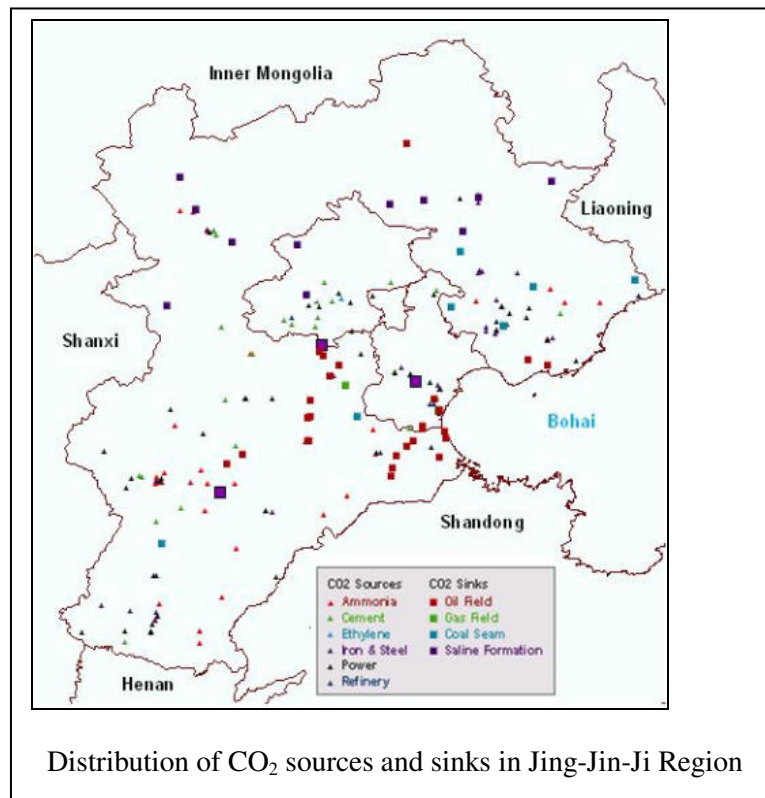 Inner Mongolia
Liaoning
Shanxi
Bohai
Shandong
CO2 Sources CO2 Sinks
Ammonia Oil Field
Cement Gas Field
Ethylene Coal Seam
Iron & Steel Saline Formation
Power
Refinery
Henan
Distribution of CO₂ sources and sinks in Jing-Jin-Ji Region